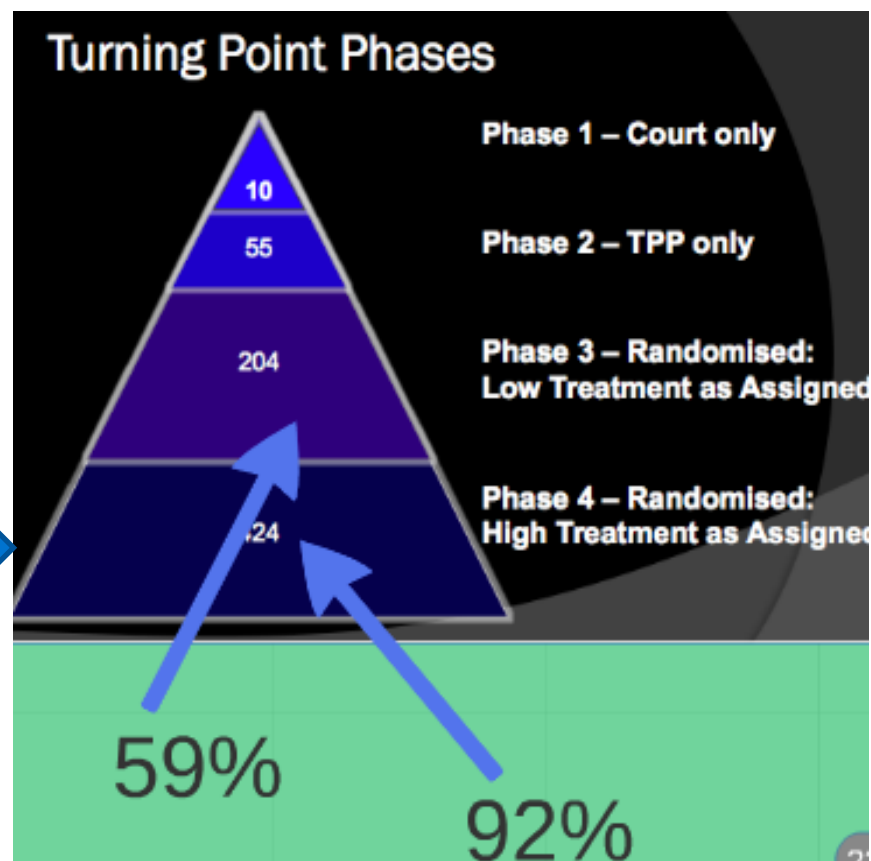 Turning Point Phases
Phase 1 – Court only
10
Phase 2 – TPP only
55
Phase 3 – Randomised:
Low Treatment as Assigned
204
Phase 4 – Randomised:
High Treatment as Assigned
59%
92%